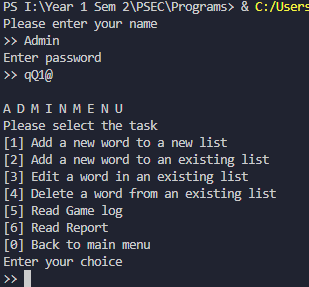 PS I:\Year 1 Sem 2\PSEC\Programs> & C:/Users
Please enter your name
>> Admin
Enter password
>> qQ1@
A D M I N M E N U
Please select the task
[1] Add a new word to a new list
[2] Add a new word to an existing list
[3] Edit a word in an existing list
[4] Delete a word from an existing list
[5] Read Game log
[6] Read Report
[0] Back to main menu
Enter your choice
>>